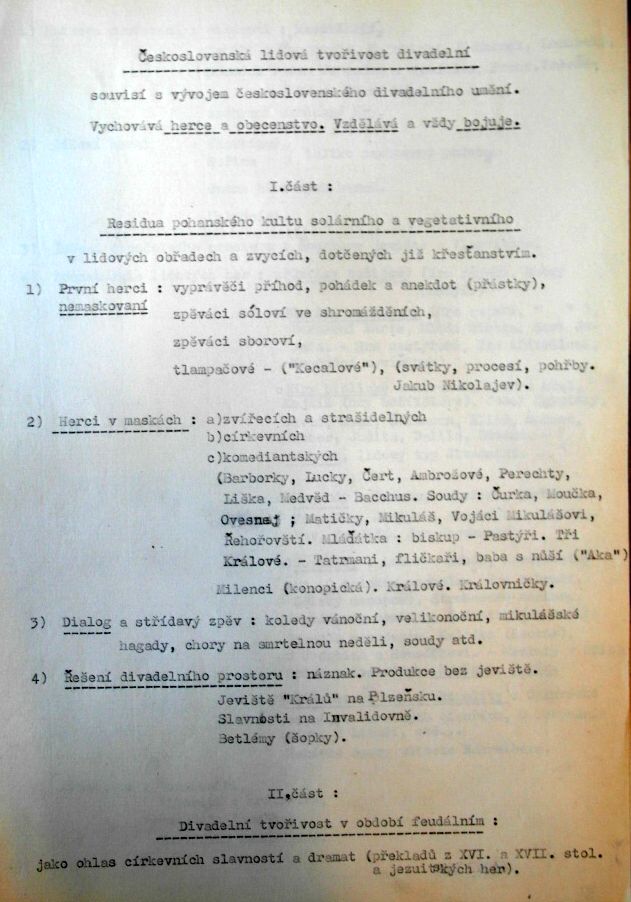 Československá lidová tvořivost divadelní
souvisí s vývojem československého divadelního umění.
Vychovává herce a obecenstvo. Vzdělává a vždy bojuje.
I.část :
Residua pohanského kultu solárního a vegetativního
v lidových obřadech a zvycích, dotčených již křesťanstvím.
1) První herci : vyprávěči příhod, pohádek a anekdot (přástky),
nemaskovaní
zpěváci sóloví ve shromážděních,
zpěváci sboroví,
tlampačové - ("Kecalové"), (svátky, procesí, pohřby.
Jakub Nikolajev).
2) Herci v maskách : a)zvířecích a strašidelných
b)církevních
c)komediantských
(Barborky, Lucky, Čert, Ambrožové, Perechty,
Liška, Medvěd - Bacchus. Soudy : Čurka, Moučka,
Ovesnaj ; Matičky, Mikuláš, Vojáci Mikulášovi,
Řehořovští. Mláďátka : biskup - Pastýři. Tři
Králové. - Tatrmani, fličkaři, baba s nůší ("Aka")
Milenci (konopická). Králové. Královničky.
3) Dialog a střídavý zpěv : koledy vánoční, velikonoční, mikulášské
hagady, chory na smrtelnou neděli, soudy atd.
4) Řešení divadelního prostoru : náznak. Produkce bez jeviště.
Jeviště "Králů" na Plzeňsku.
Slavnosti na Invalidovně.
Betlémy (šopky).
II.část :
Divadelní tvořivost v období feudálním :
jako ohlas církevních slavností a dramat (překladů z XVI. a XVII. stol.
a jezuitských her).